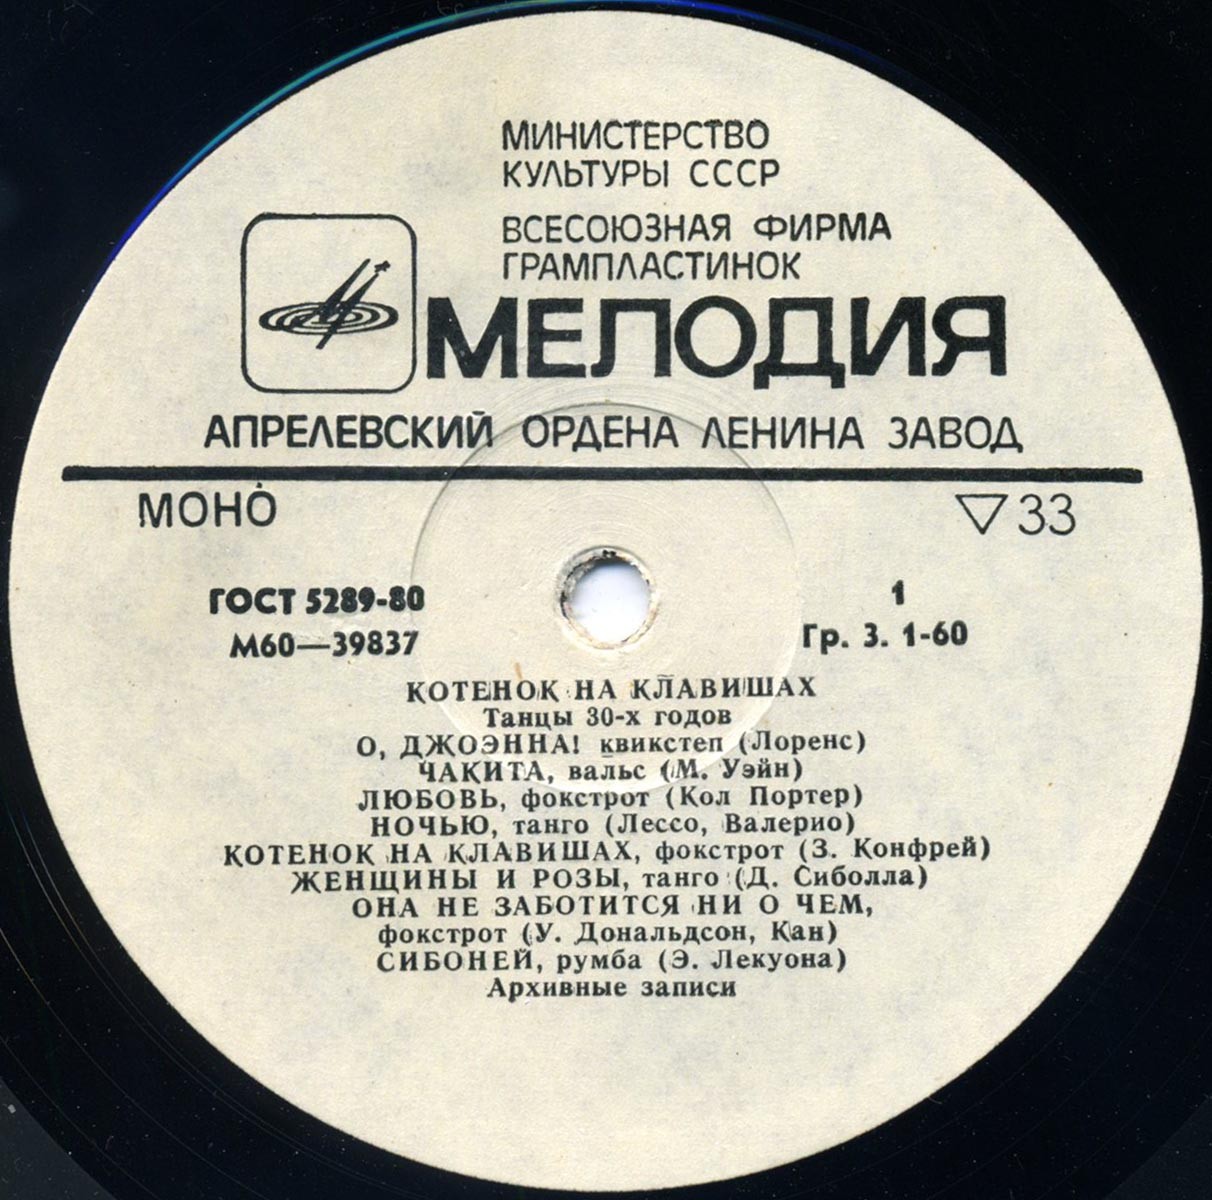 МИНИСТЕРСТВО
КУЛЬТУРЫ СССР
ВСЕСОЮЗНАЯ ФИРМА
ГРАМПЛАСТИНОК
МЕЛОДИЯ
АПРЕЛЕВСКИЙ ОРДЕНА ЛЕНИНА ЗАВОД
МОНО ▽33
ГОСТ 5289-80 1
М60—39837 Гр. 3. 1-60
КОТЕНОК НА КЛАВИШАХ
Танцы 30-х годов
О, ДЖОЭННА! квикстеп (Лоренс)
ЧАКИТА, вальс (М. Уэйн)
ЛЮБОВЬ, фокстрот (Кол Портер)
НОЧЬЮ, танго (Лессо, Валерио)
КОТЕНОК НА КЛАВИШАХ, фокстрот (З. Конфрей)
ЖЕНЩИНЫ И РОЗЫ, танго (Д. Сиболла)
ОНА НЕ ЗАБОТИТСЯ НИ О ЧЕМ,
фокстрот (У. Дональдсон, Кан)
СИБОНЕЙ, румба (Э. Лекуона)
Архивные записи